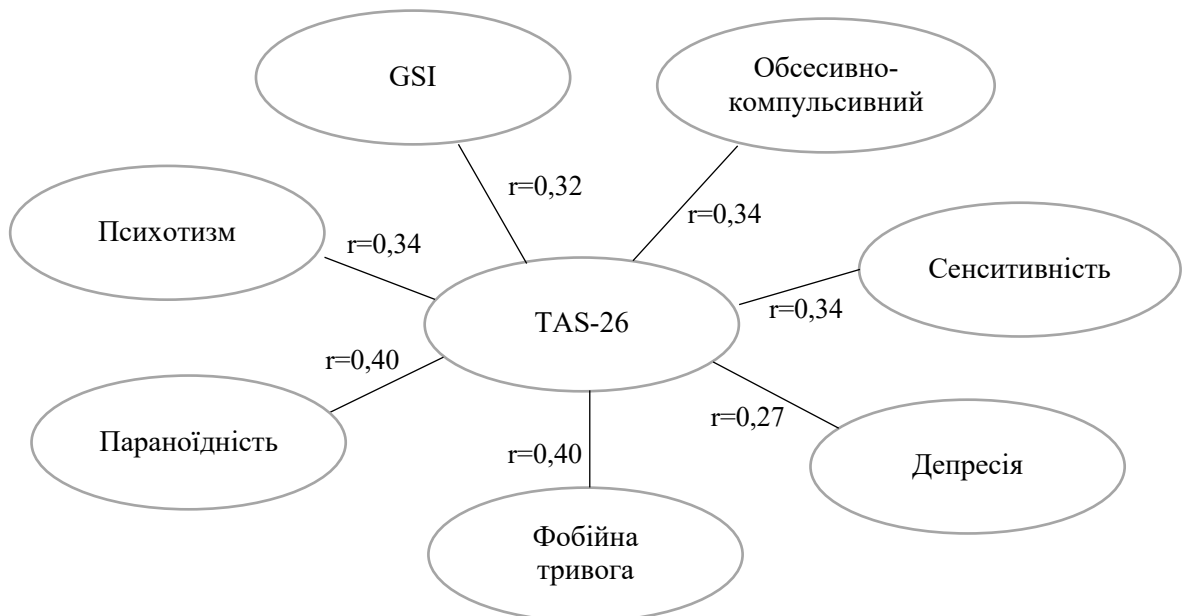 GSI
Обсесивно-
компульсивний
r=0,32
r=0,34
Психотизм
r=0,34
Сенситивність
r=0,34
TAS-26
r=0,40
Параноїдність
r=0,27
Депресія
r=0,40
Фобійна
тривога